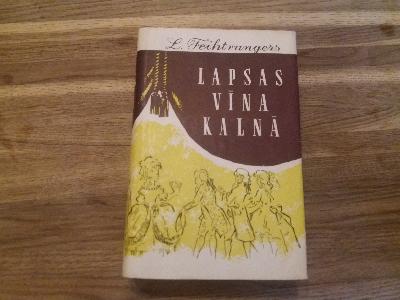 L. Feihtvangers
LAPSAS
VĪNA
KALNĀ